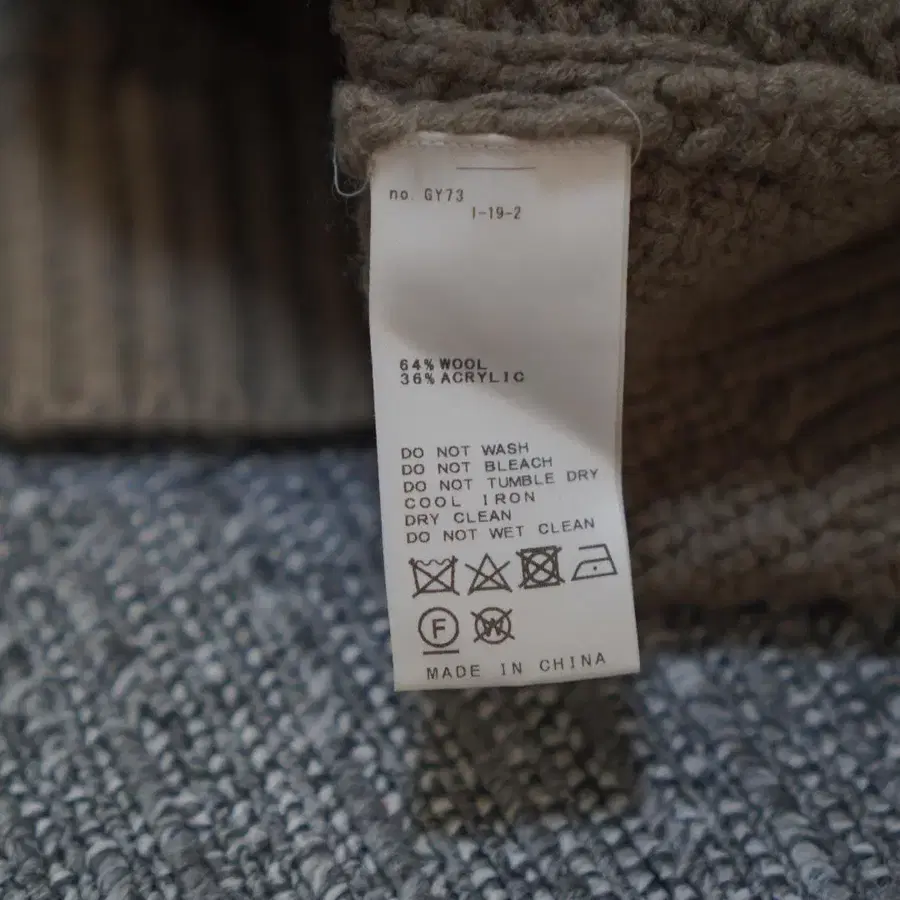 no. GY73
1-19-2
64% WOOL
36% ACRYLIC
DO NOT WASH
DO NOT BLEACH
DO NOT TUMBLE DRY
COOL IRON
DRY CLEAN
DO NOT WET CLEAN
F W
MADE IN CHINA